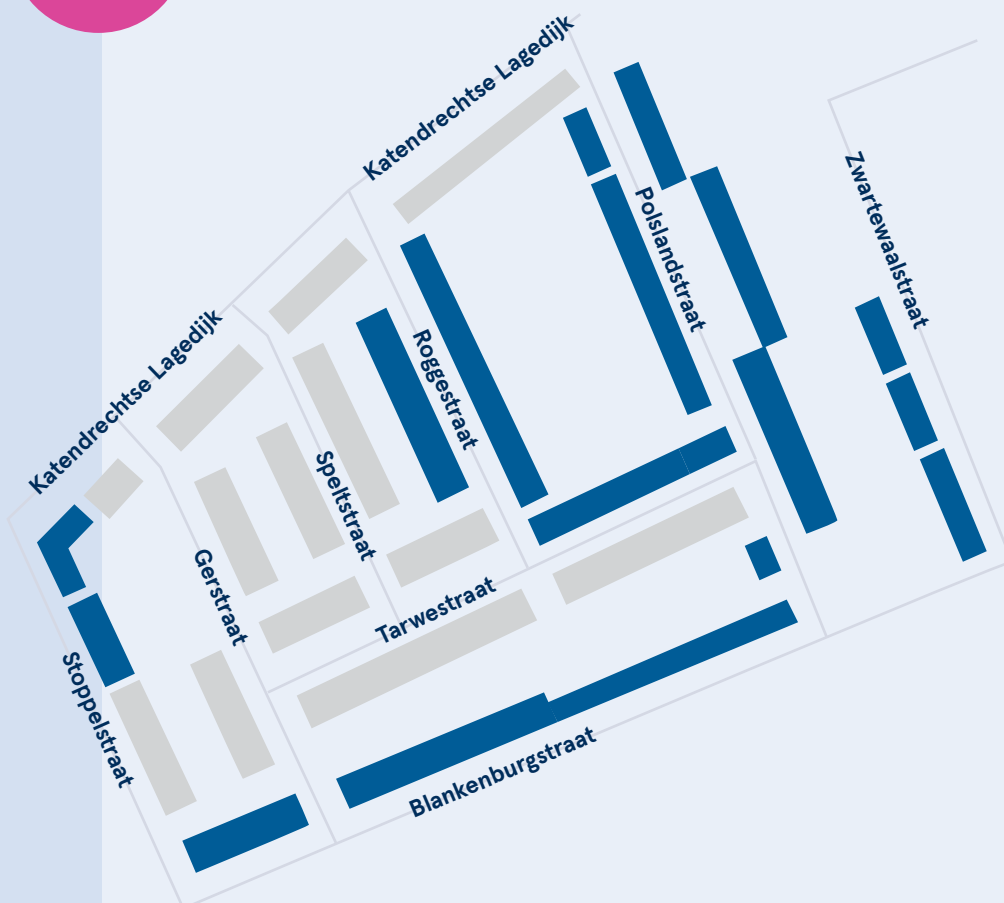 Katendrechtse Lagedijk
Zwartewaalstraat
Polslandstraat
Katendrechtse Lagedijk
Roggestraat
Speltstraat
Gerstraat
Tarwestraat
Stoppelstraat
Blankenburgstraat